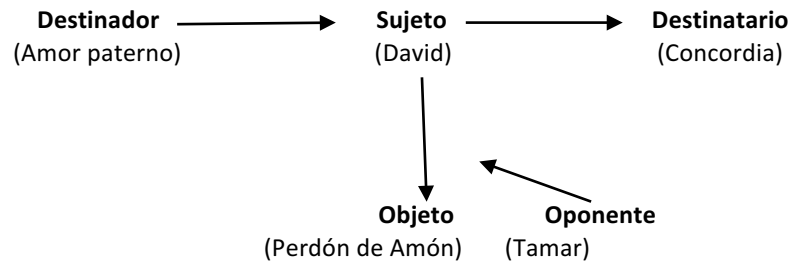 Destinador Sujeto Destinatario
(Amor paterno) (David) (Concordia)
Objeto Oponente
(Perdón de Amón) (Tamar)